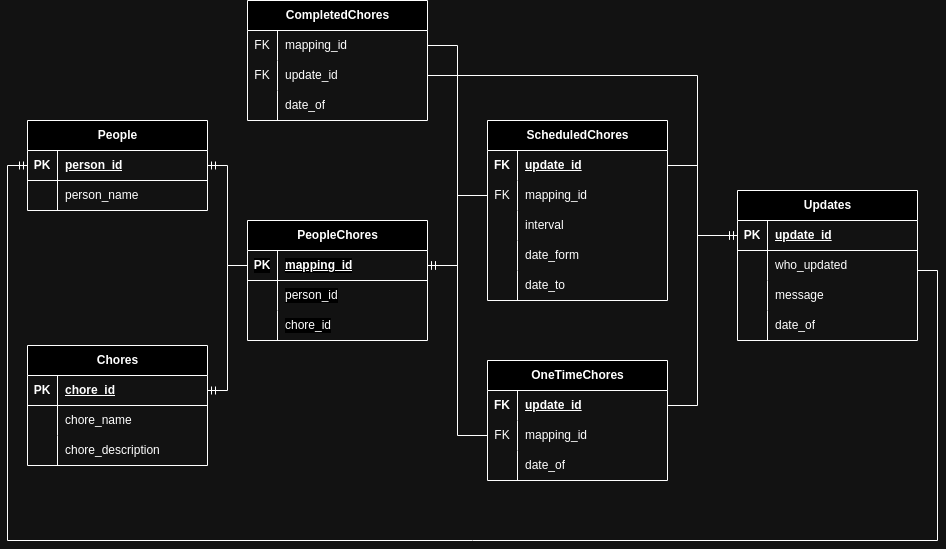 CompletedChores
FK mapping_id
FK update_id
date_of
People
PK person_id
person_name
ScheduledChores
FK update_id
FK mapping_id
interval
date_form
date_to
Updates
PK update_id
who_updated
message
date_of
PeopleChores
PK mapping_id
person_id
chore_id
Chores
PK chore_id
chore_name
chore_description
OneTimeChores
FK update_id
FK mapping_id
date_of